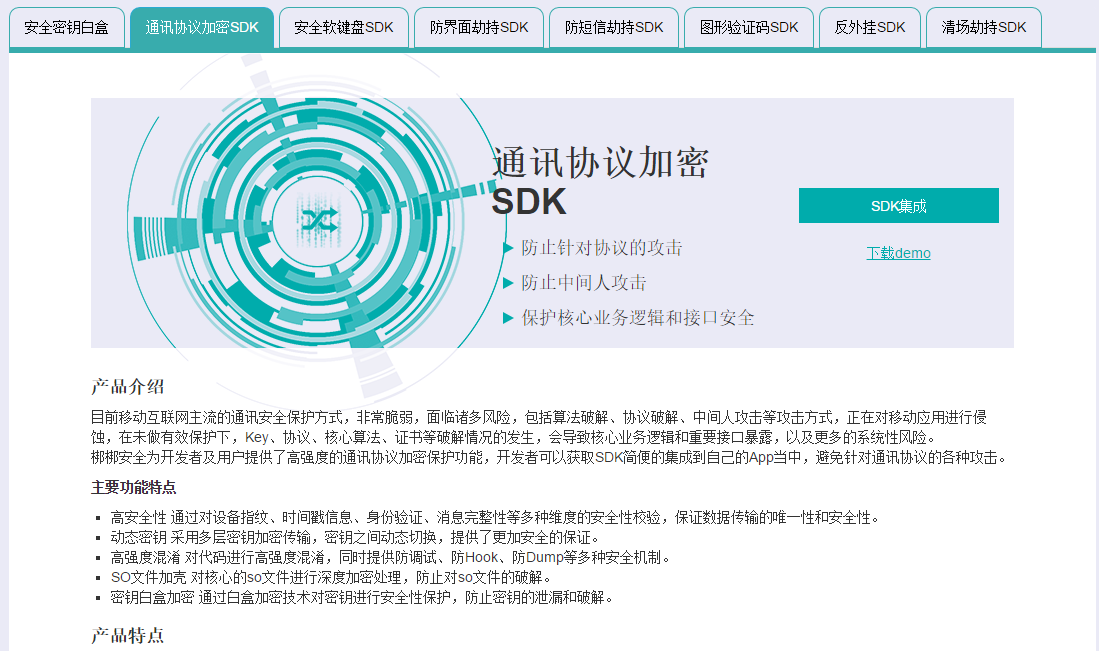 安全密钥白盒
通讯协议加密SDK
安全软键盘SDK
防界面劫持SDK
防短信劫持SDK
图形验证码SDK
反外挂SDK
清场劫持SDK
通讯协议加密
SDK
防止针对协议的攻击
防止中间人攻击
保护核心业务逻辑和接口安全
SDK集成
下载demo
产品介绍
目前移动互联网主流的通讯安全保护方式，非常脆弱，面临诸多风险，包括算法破解、协议破解、中间人攻击等攻击方式，正在对移动应用进行侵
蚀，在未做有效保护下，Key、协议、核心算法、证书等破解情况的发生，会导致核心业务逻辑和重要接口暴露，以及更多的系统性风险。
梆梆安全为开发者及用户提供了高强度的通讯协议加密保护功能，开发者可以获取SDK简便的集成到自己的App当中，避免针对通讯协议的各种攻击。
主要功能特点
高安全性 通过对设备指纹、时间戳信息、身份验证、消息完整性等多种维度的安全性校验，保证数据传输的唯一性和安全性。
动态密钥 采用多层密钥加密传输，密钥之间动态切换，提供了更加安全的保证。
高强度混淆 对代码进行高强度混淆，同时提供防调试、防Hook、防Dump等多种安全机制。
SO文件加壳 对核心的so文件进行深度加密处理，防止对so文件的破解。
密钥白盒加密 通过白盒加密技术对密钥进行安全性保护，防止密钥的泄漏和破解。
产品特点